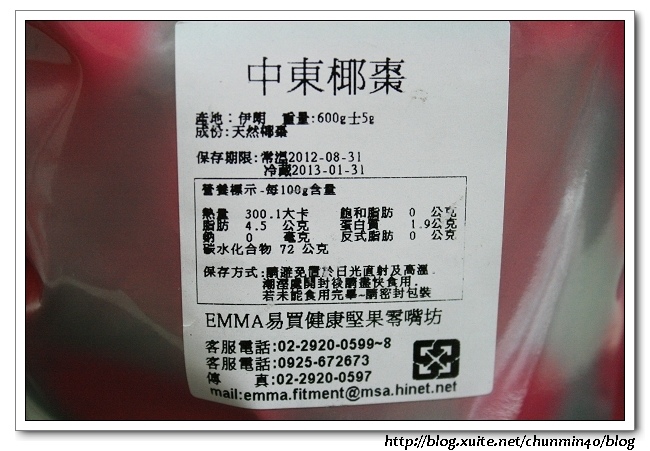 中東椰棗
產地：伊朗 重量:600g士5g
成份:天然椰棗
保存期限:常溫2012-08-31
冷藏2013-01-31
營養標示-每100g含量
熱量 300.1大卡 飽和脂肪 0 公克
脂肪 4.5 公克 蛋白質 1.9公克
鈉 0 毫克 反式脂肪 0 公克
碳水化合物 72 公克
保存方式:請避免置於日光直射及高溫.
潮溼處開封後請盡快食用.
若未能食用完畢~請密封包裝
EMMA易買健康堅果零嘴坊
客服電話:02-2920-0599~8
客服電話:0925-672673
傳 真:02-2920-0597
mail:emma.fitment@msa.hinet.net
http://blog.xuite.net/chunmin40/blog